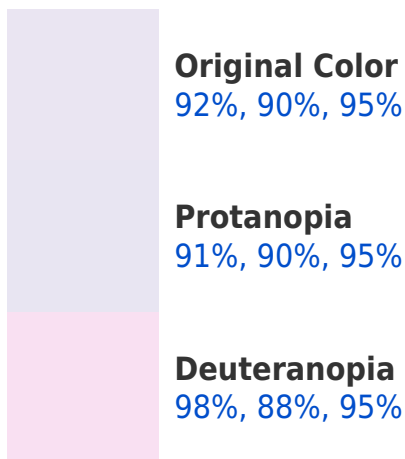 Original Color
92%, 90%, 95%
Protanopia
91%, 90%, 95%
Deuteranopia
98%, 88%, 95%